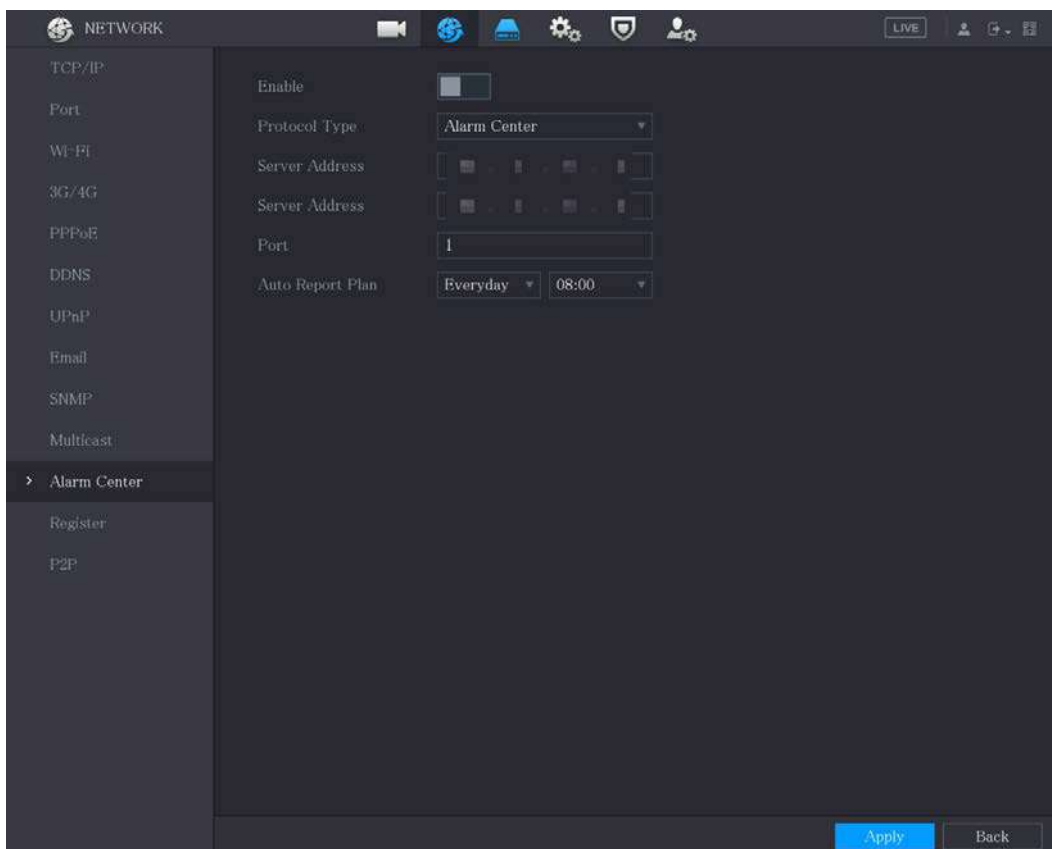 NETWORK
LIVE
TCP/IP
Port
Wi-Fi
3G/4G
PPPoE
DDNS
UPnP
Email
SNMP
Multicast
Alarm Center
Register
P2P
Enable
Protocol Type Alarm Center
Server Address
Server Address
Port 1
Auto Report Plan Everyday 08:00
Apply Back